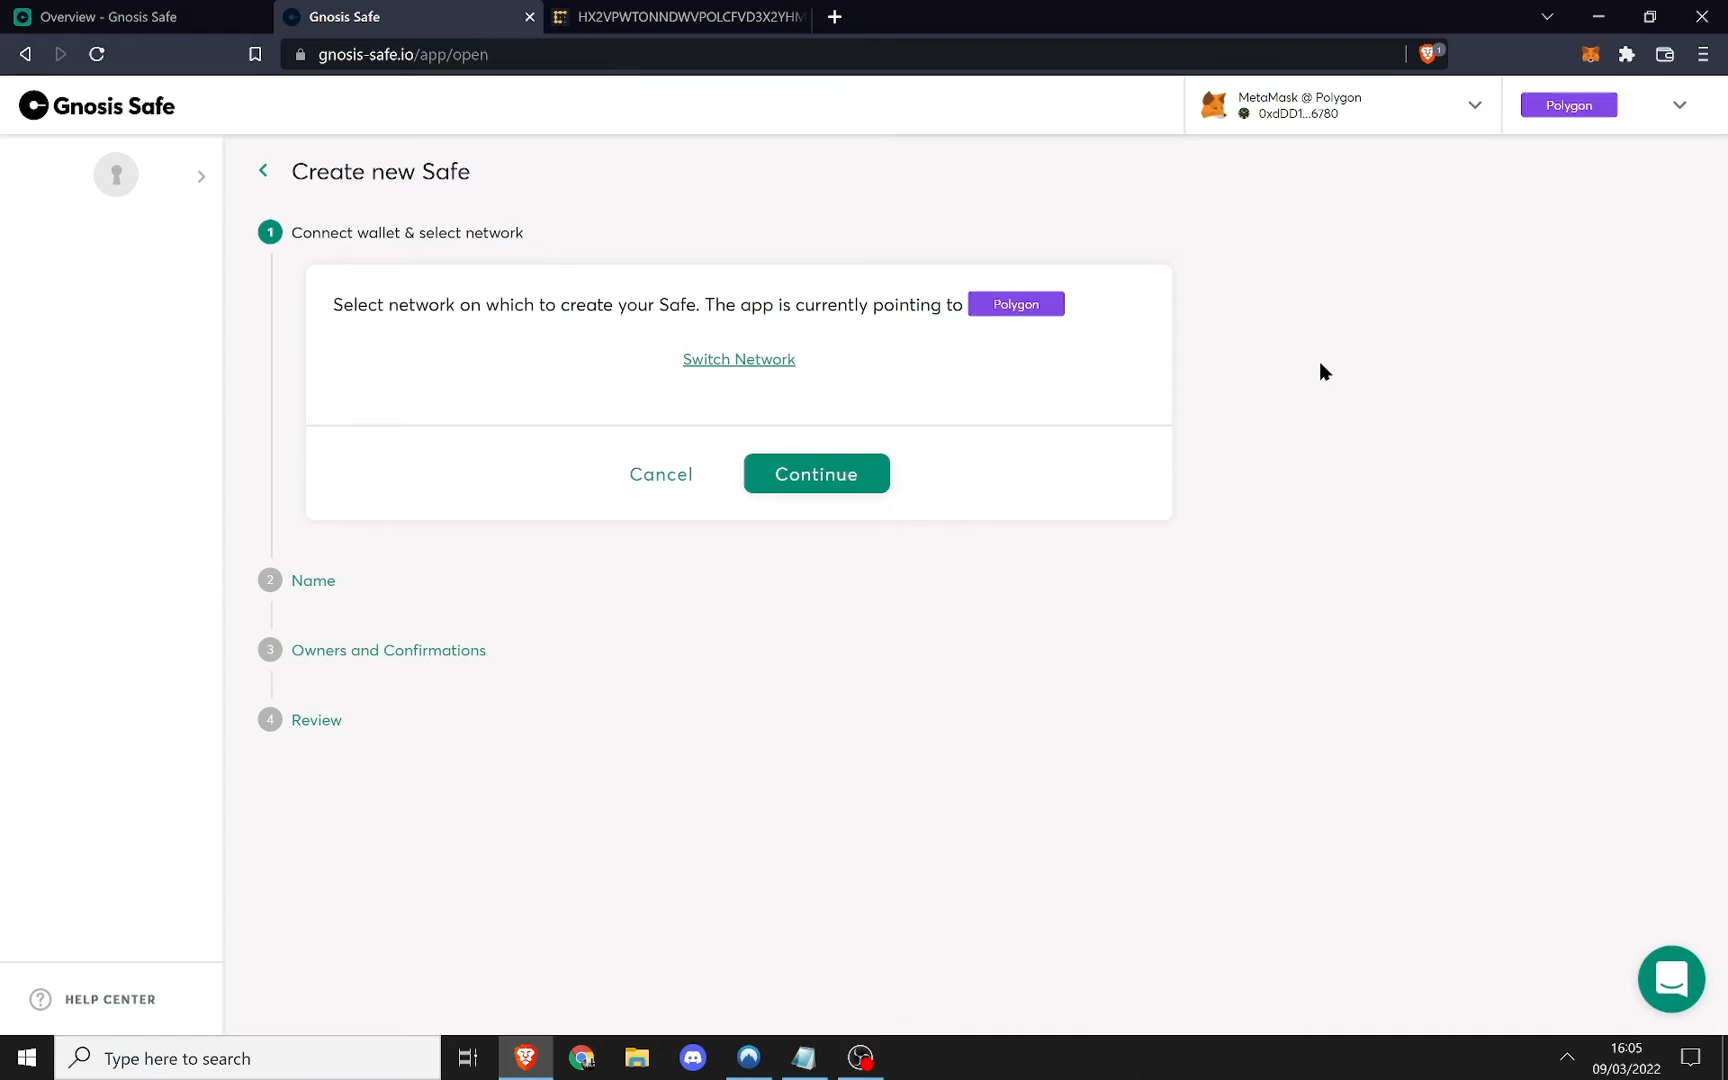 Overview - Gnosis Safe
Gnosis Safe
HX2VPWTONNDWVPOLCFVD3X2YHM
gnosis-safe.io/app/open
1
Gnosis Safe
MetaMask @ Polygon
0xdDD1...6780
Polygon
Create new Safe
1 Connect wallet & select network
Select network on which to create your Safe. The app is currently pointing to Polygon
Switch Network
Cancel
Continue
2 Name
3 Owners and Confirmations
4 Review
? HELP CENTER
Type here to search
16:05
09/03/2022